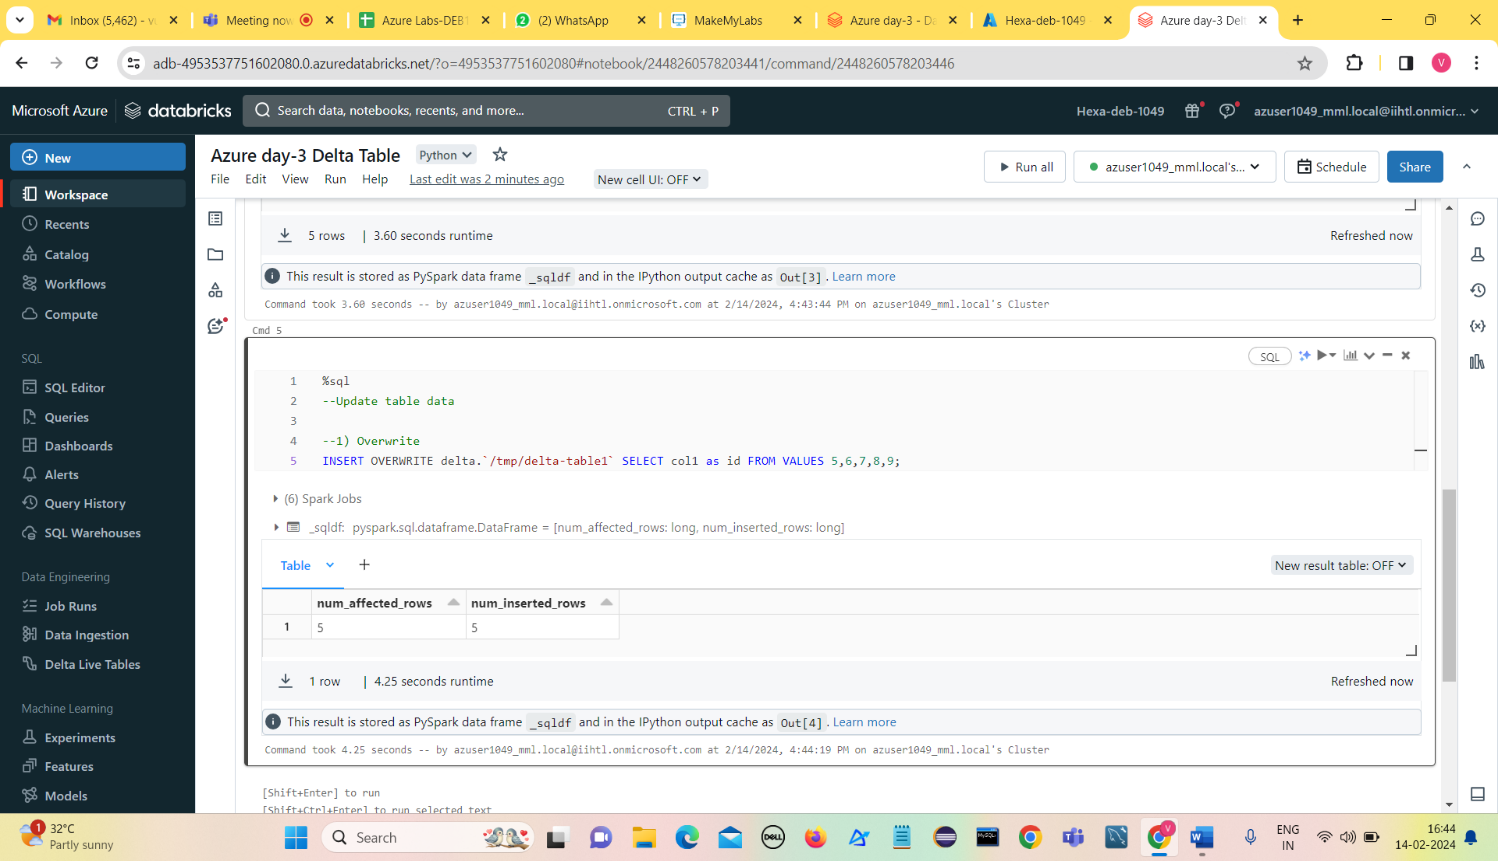 Inbox (5,462) - v
Meeting now
Azure Labs-DEB1
2
(2) WhatsApp
MakeMyLabs
Azure day-3 - Da
Hexa-deb-1049
Azure day-3 Delt
adb-4953537751602080.0.azuredatabricks.net/?o=4953537751602080#notebook/2448260578203441/command/2448260578203446
V
Microsoft Azure
databricks
Search data, notebooks, recents, and more...
CTRL + P
Hexa-deb-1049
azuser1049_mml.local@iihtl.onmicr...
New
Workspace
Recents
Catalog
Workflows
Compute
SQL
SQL Editor
Queries
Dashboards
Alerts
Query History
SQL Warehouses
Data Engineering
Job Runs
Data Ingestion
Delta Live Tables
Machine Learning
Experiments
Features
Models
Azure day-3 Delta Table
Python
File Edit View Run Help Last edit was 2 minutes ago
New cell UI: OFF
Run all
azuser1049_mml.local's...
Schedule
Share
5 rows | 3.60 seconds runtime
Refreshed now
This result is stored as PySpark data frame _sqldf and in the IPython output cache as Out[3]. Learn more
Command took 3.60 seconds -- by azuser1049_mml.local@iihtl.onmicrosoft.com at 2/14/2024, 4:43:44 PM on azuser1049_mml.local's Cluster
Cmd 5
SQL
1 %sql
2 --Update table data
3
4 --1) Overwrite
5 INSERT OVERWRITE delta.`/tmp/delta-table1` SELECT col1 as id FROM VALUES 5,6,7,8,9;
(6) Spark Jobs
_sqldf: pyspark.sql.dataframe.DataFrame = [num_affected_rows: long, num_inserted_rows: long]
Table
+
New result table: OFF
num_affected_rows num_inserted_rows
1 5 5
1 row | 4.25 seconds runtime
Refreshed now
This result is stored as PySpark data frame _sqldf and in the IPython output cache as Out[4]. Learn more
Command took 4.25 seconds -- by azuser1049_mml.local@iihtl.onmicrosoft.com at 2/14/2024, 4:44:19 PM on azuser1049_mml.local's Cluster
[Shift+Enter] to run
[Shift+Ctrl+Enter] to run selected text
1
32°C
Partly sunny
Search
DELL
MySQL
V
ENG
IN
16:44
14-02-2024